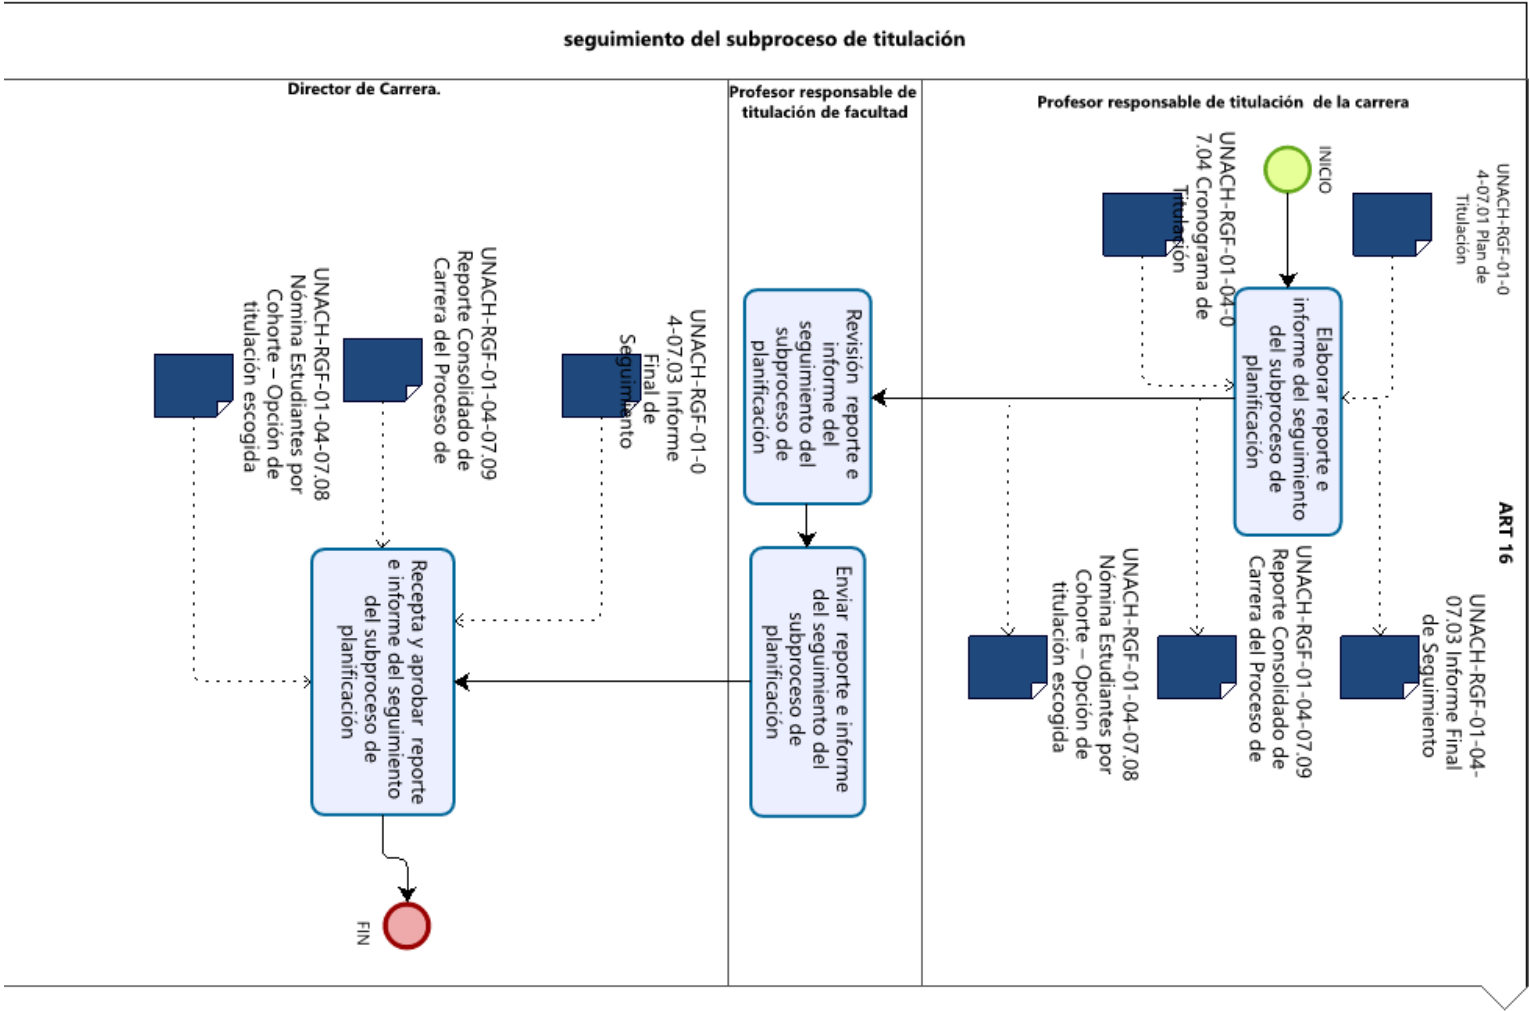 seguimiento del subproceso de titulación
Profesor responsable de titulación de la carrera
Profesor responsable de
titulación de facultad
Director de Carrera.
ART 16
INICIO
UNACH-RGF-01-0
4-07.01 Plan de
Titulación
UNACH-RGF-01-04-0
7.04 Cronograma de
Titulación
Elaborar reporte e
informe del seguimiento
del subproceso de
planificación
UNACH-RGF-01-04-
07.03 Informe Final
de Seguimiento
UNACH-RGF-01-04-07.09
Reporte Consolidado de
Carrera del Proceso de
UNACH-RGF-01-04-07.08
Nómina Estudiantes por
Cohorte – Opción de
titulación escogida
Revisión reporte e
informe del
seguimiento del
subproceso de
planificación
Enviar reporte e informe
del seguimiento del
subproceso de
planificación
UNACH-RGF-01-0
4-07.03 Informe
Final de
Seguimiento
UNACH-RGF-01-04-07.09
Reporte Consolidado de
Carrera del Proceso de
UNACH-RGF-01-04-07.08
Nómina Estudiantes por
Cohorte – Opción de
titulación escogida
Recepta y aprobar reporte
e informe del seguimiento
del subproceso de
planificación
FIN